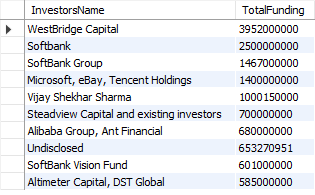 InvestorsName TotalFunding
WestBridge Capital 3952000000
Softbank 2500000000
SoftBank Group 1467000000
Microsoft, eBay, Tencent Holdings 1400000000
Vijay Shekhar Sharma 1000150000
Steadview Capital and existing investors 700000000
Alibaba Group, Ant Financial 680000000
Undisclosed 653270951
SoftBank Vision Fund 601000000
Altimeter Capital, DST Global 585000000